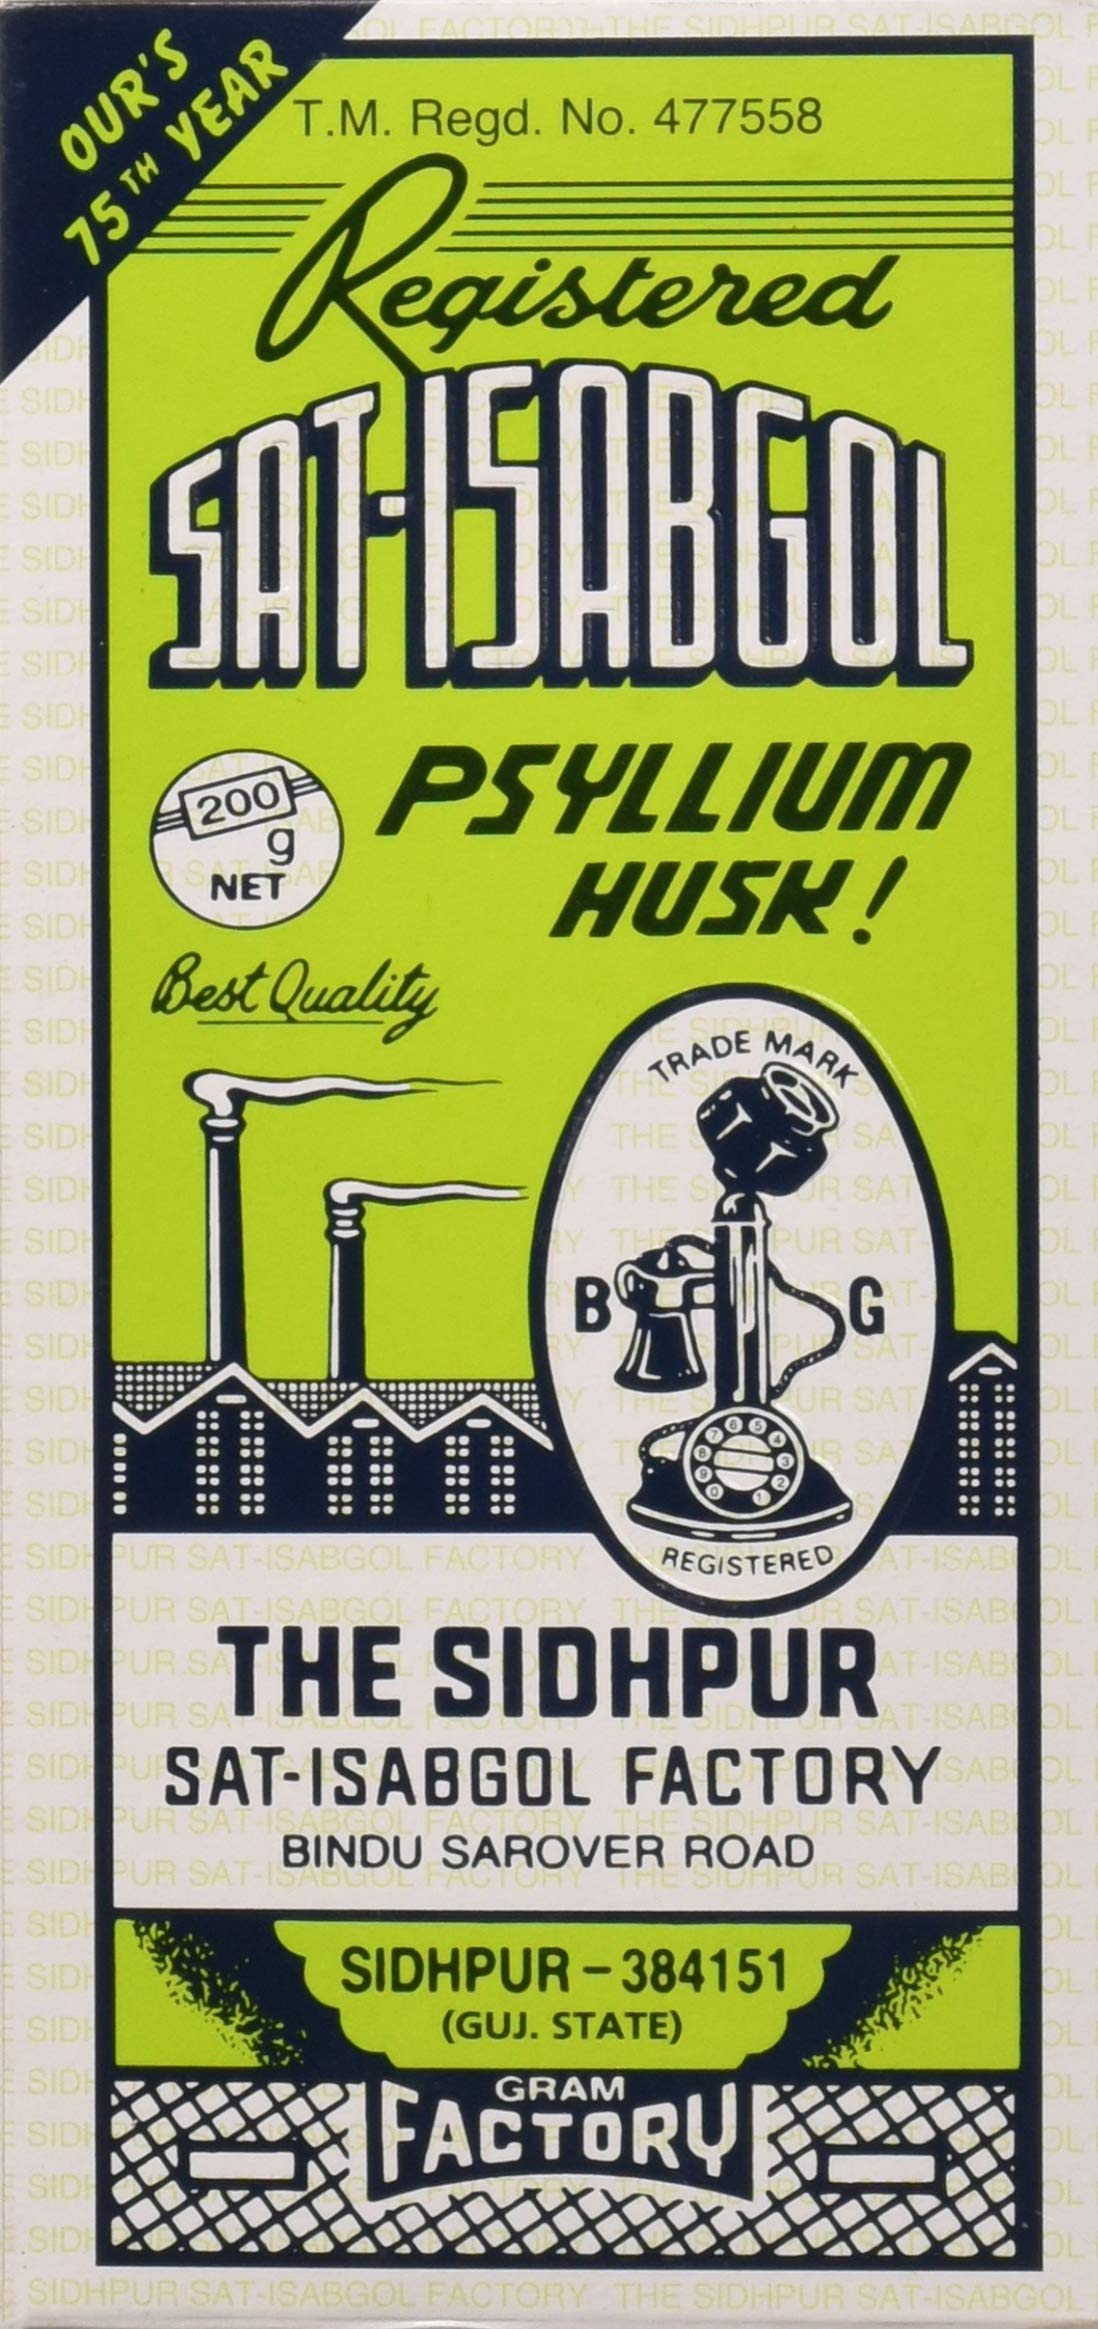 OUR'S
75TH YEAR
T.M. Regd. No. 477558
Registered
SAT-ISABGOL
200
g
NET
PSYLLIUM
HUSK!
Best Quality
TRADE MARK
B G
REGISTERED
THE SIDHPUR
SAT-ISABGOL FACTORY
BINDU SAROVER ROAD
SIDHPUR – 384151
(GUJ. STATE)
GRAM
FACTORY
SIDHPUR SAT-ISABGOL FACTORY THE SIDHPUR SAT-ISABGOL